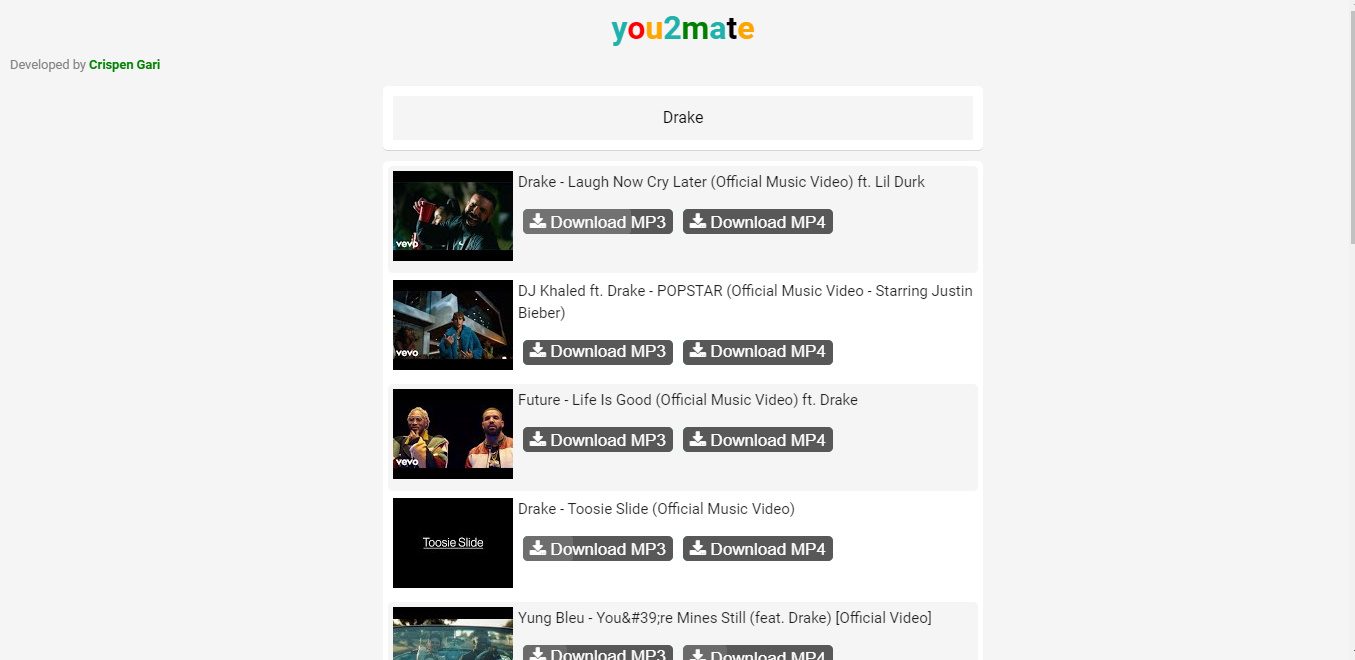 you2mate
Developed by Crispen Gari
Drake
Drake - Laugh Now Cry Later (Official Music Video) ft. Lil Durk
Download MP3 Download MP4
vevo
DJ Khaled ft. Drake - POPSTAR (Official Music Video - Starring Justin
Bieber)
Download MP3 Download MP4
vevo
Future - Life Is Good (Official Music Video) ft. Drake
Download MP3 Download MP4
vevo
Drake - Toosie Slide (Official Music Video)
Toosie Slide
Download MP3 Download MP4
Yung Bleu - You&#39;re Mines Still (feat. Drake) [Official Video]
Download MP3 Download MP4